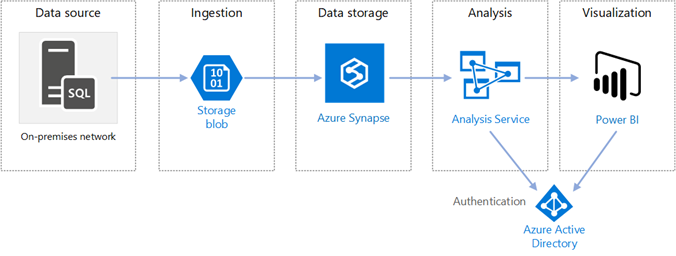 Data source
Ingestion
Data storage
Analysis
Visualization
SQL
On-premises network
10
01
Storage
blob
Azure Synapse
Analysis Service
Power BI
Authentication
Azure Active
Directory